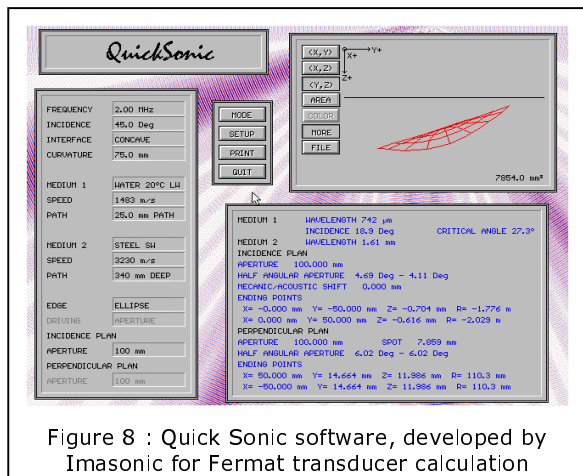 QuickSonic
FREQUENCY 2.00 MHz
INCIDENCE 45.0 Deg
INTERFACE CONCAVE
CURVATURE 75.0 mm
MEDIUM 1 WATER 20°C LW
SPEED 1483 m/s
PATH 25.0 mm PATH
MEDIUM 2 STEEL SW
SPEED 3230 m/s
PATH 340 mm DEEP
EDGE ELLIPSE
DRIVING APERTURE
INCIDENCE PLAN
APERTURE 100 mm
PERPENDICULAR PLAN
APERTURE 100 mm
MODE
SETUP
PRINT
QUIT
(X,Y)
(X,Z)
(Y,Z)
AREA
COLOR
MORE
FILE
Y+
X+
Z+
7854.0 mm²
MEDIUM 1 WAVELENGTH 742 µm
INCIDENCE 18.9 Deg CRITICAL ANGLE 27.3°
MEDIUM 2 WAVELENGTH 1.61 mm
INCIDENCE PLAN
APERTURE 100.000 mm
HALF ANGULAR APERTURE 4.69 Deg - 4.11 Deg
MECANIC/ACOUSTIC SHIFT 0.000 mm
ENDING POINTS
X= -0.000 mm Y= -50.000 mm Z= -0.704 mm R= -1.776 m
X= 0.000 mm Y= 50.000 mm Z= -0.616 mm R= -2.029 m
PERPENDICULAR PLAN
APERTURE 100.000 mm SPOT 7.859 mm
HALF ANGULAR APERTURE 6.02 Deg - 6.02 Deg
ENDING POINTS
X= 50.000 mm Y= 14.664 mm Z= 11.986 mm R= 110.3 mm
X= -50.000 mm Y= 14.664 mm Z= 11.986 mm R= 110.3 mm
Figure 8 : Quick Sonic software, developed by
Imasonic for Fermat transducer calculation